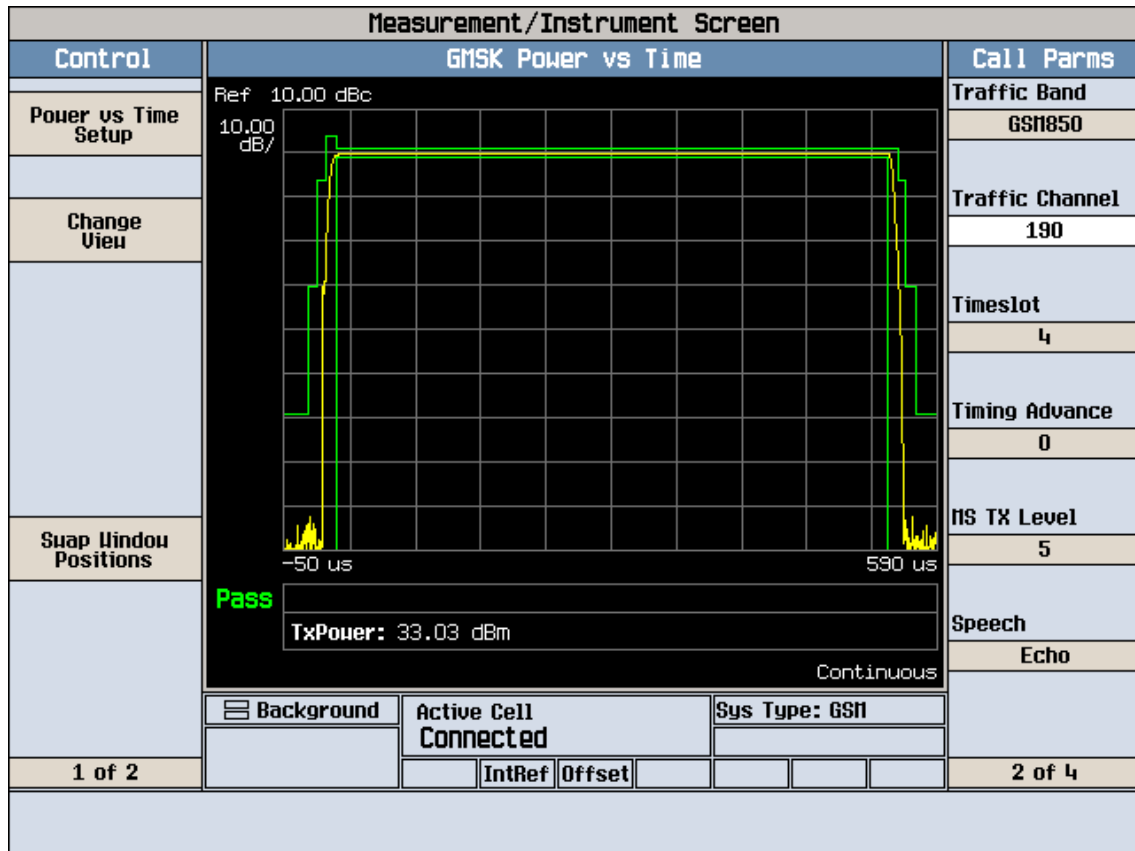 Measurement/Instrument Screen
Control
Power vs Time
Setup
Change
View
Swap Window
Positions
1 of 2
GMSK Power vs Time
Ref 10.00 dBc
10.00
dB/
-50 us
590 us
Pass
TxPower: 33.03 dBm
Continuous
Background
Active Cell
Connected
Sys Type: GSM
IntRef
Offset
Call Parms
Traffic Band
GSM850
Traffic Channel
190
Timeslot
4
Timing Advance
0
MS TX Level
5
Speech
Echo
2 of 4